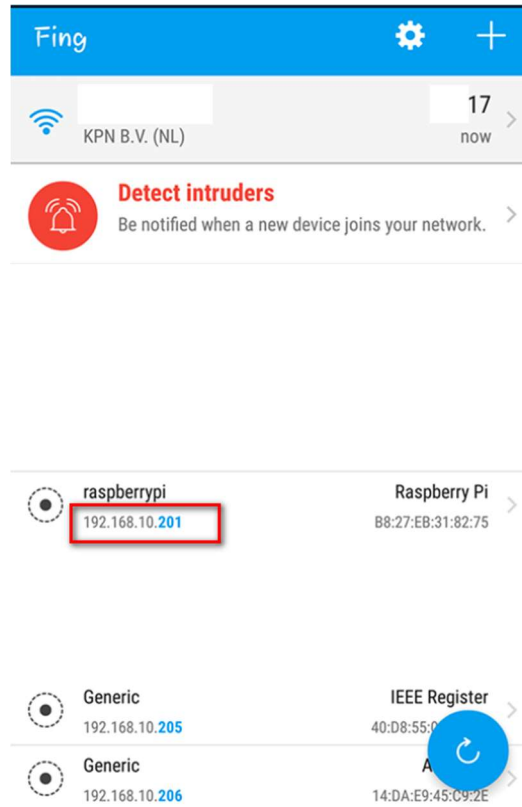 Fing
17
KPN B.V. (NL)
now
Detect intruders
Be notified when a new device joins your network.
raspberrypi Raspberry Pi
192.168.10.201 B8:27:EB:31:82:75
Generic IEEE Register
192.168.10.205 40:D8:55:
Generic
192.168.10.206 14:DA:E9:45:C9:2E